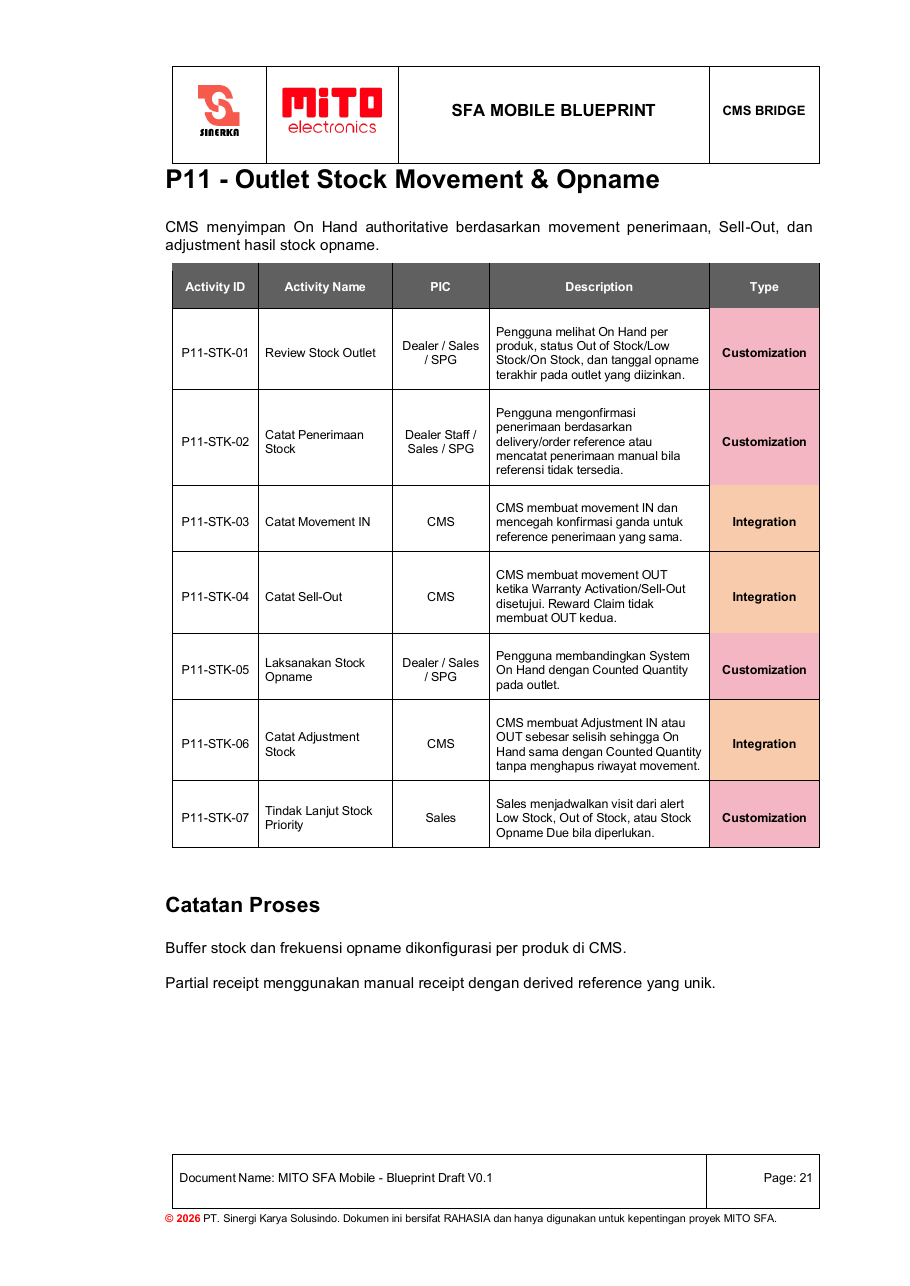 SINERKA
MiTO
electronics
SFA MOBILE BLUEPRINT
CMS BRIDGE
P11 - Outlet Stock Movement & Opname
CMS menyimpan On Hand authoritative berdasarkan movement penerimaan, Sell-Out, dan
adjustment hasil stock opname.
Activity ID
Activity Name
PIC
Description
Type
P11-STK-01
Review Stock Outlet
Dealer / Sales
/ SPG
Pengguna melihat On Hand per
produk, status Out of Stock/Low
Stock/On Stock, dan tanggal opname
terakhir pada outlet yang diizinkan.
Customization
P11-STK-02
Catat Penerimaan
Stock
Dealer Staff /
Sales / SPG
Pengguna mengonfirmasi
penerimaan berdasarkan
delivery/order reference atau
mencatat penerimaan manual bila
referensi tidak tersedia.
Customization
P11-STK-03
Catat Movement IN
CMS
CMS membuat movement IN dan
mencegah konfirmasi ganda untuk
reference penerimaan yang sama.
Integration
P11-STK-04
Catat Sell-Out
CMS
CMS membuat movement OUT
ketika Warranty Activation/Sell-Out
disetujui. Reward Claim tidak
membuat OUT kedua.
Integration
P11-STK-05
Laksanakan Stock
Opname
Dealer / Sales
/ SPG
Pengguna membandingkan System
On Hand dengan Counted Quantity
pada outlet.
Customization
P11-STK-06
Catat Adjustment
Stock
CMS
CMS membuat Adjustment IN atau
OUT sebesar selisih sehingga On
Hand sama dengan Counted Quantity
tanpa menghapus riwayat movement.
Integration
P11-STK-07
Tindak Lanjut Stock
Priority
Sales
Sales menjadwalkan visit dari alert
Low Stock, Out of Stock, atau Stock
Opname Due bila diperlukan.
Customization
Catatan Proses
Buffer stock dan frekuensi opname dikonfigurasi per produk di CMS.
Partial receipt menggunakan manual receipt dengan derived reference yang unik.
Document Name: MITO SFA Mobile - Blueprint Draft V0.1
Page: 21
© 2026 PT. Sinergi Karya Solusindo. Dokumen ini bersifat RAHASIA dan hanya digunakan untuk kepentingan proyek MITO SFA.